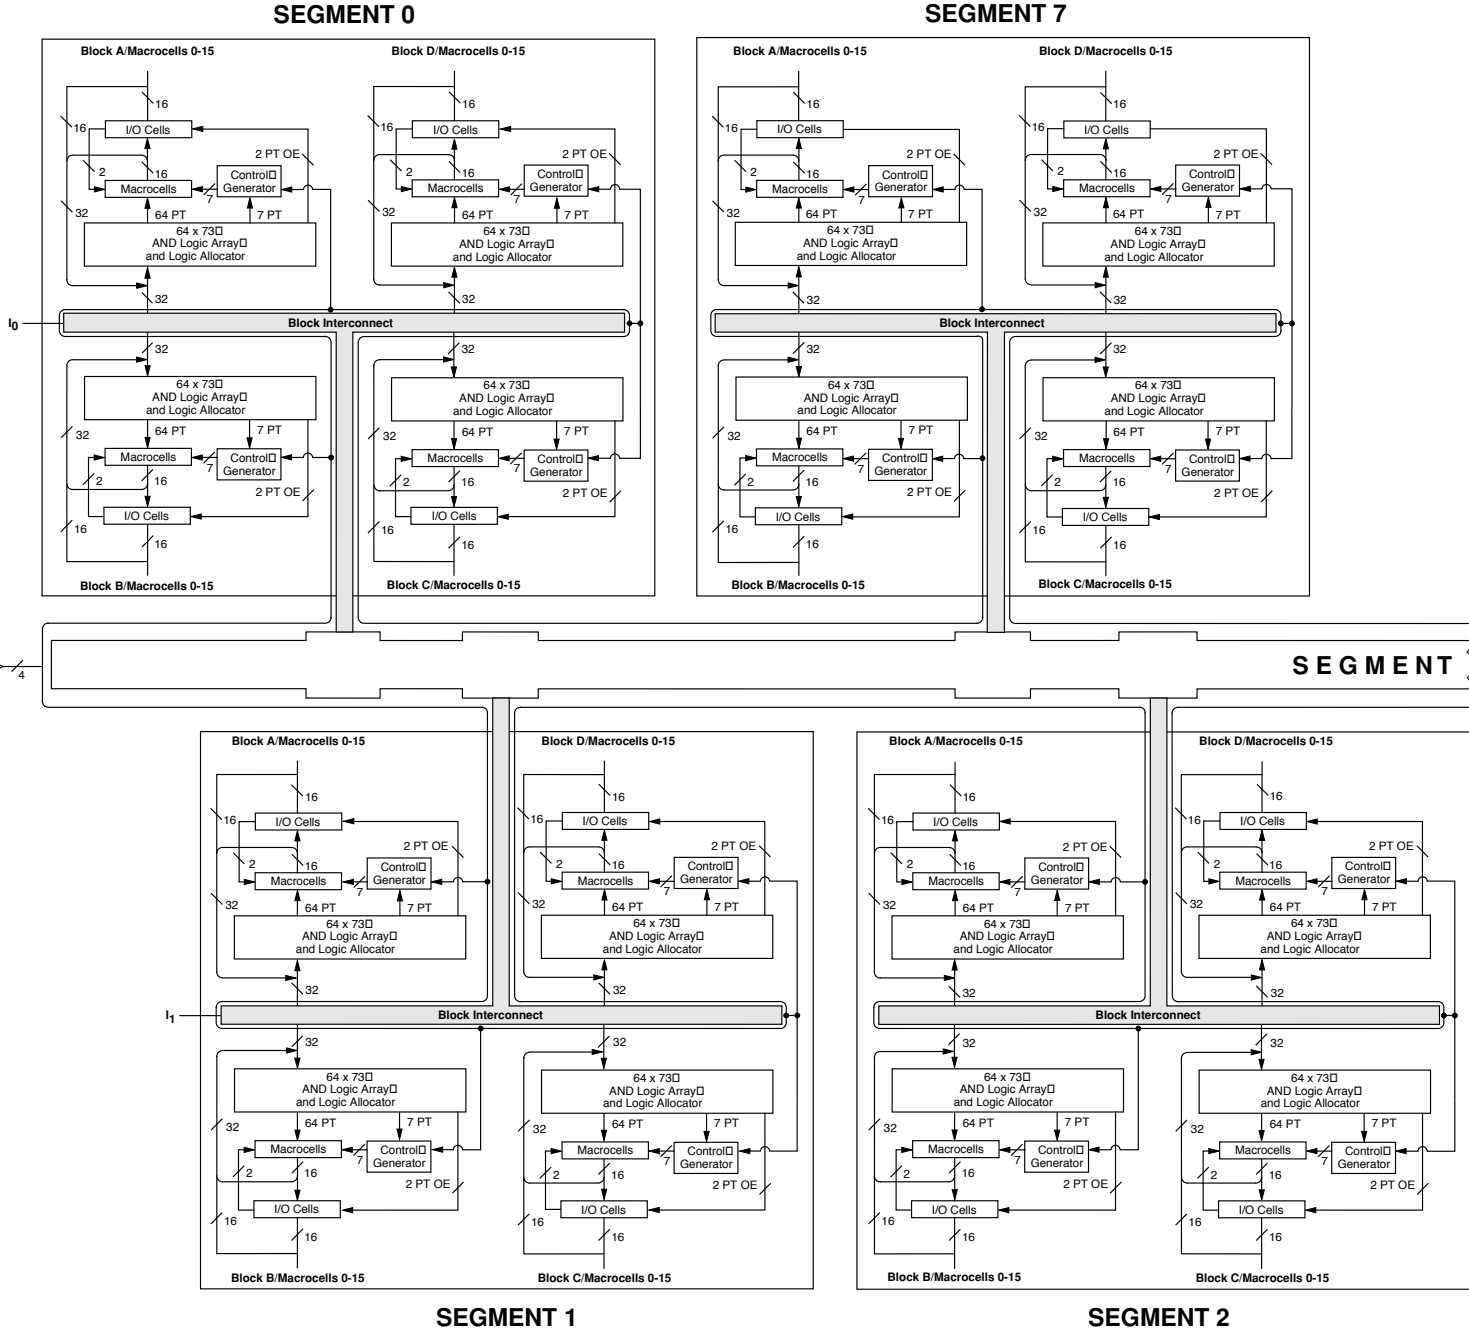 SEGMENT 0
Block A/Macrocells 0-15
16
16
I/O Cells
2 PT OE
2
16
Control□
Generator
Macrocells
7
32
64 PT
7 PT
64 x 73□
AND Logic Array□
and Logic Allocator
32
Block D/Macrocells 0-15
16
16
I/O Cells
2 PT OE
2
16
Control□
Generator
Macrocells
7
32
64 PT
7 PT
64 x 73□
AND Logic Array□
and Logic Allocator
32
I0
Block Interconnect
32
64 x 73□
AND Logic Array□
and Logic Allocator
32
64 PT
7 PT
Macrocells
7
Control□
Generator
2
16
2 PT OE
I/O Cells
16
16
Block B/Macrocells 0-15
32
64 x 73□
AND Logic Array□
and Logic Allocator
32
64 PT
7 PT
Macrocells
7
Control□
Generator
2
16
2 PT OE
I/O Cells
16
16
Block C/Macrocells 0-15
SEGMENT 7
Block A/Macrocells 0-15
16
16
I/O Cells
2 PT OE
2
16
Control□
Generator
Macrocells
7
32
64 PT
7 PT
64 x 73□
AND Logic Array□
and Logic Allocator
32
Block D/Macrocells 0-15
16
16
I/O Cells
2 PT OE
2
16
Control□
Generator
Macrocells
7
32
64 PT
7 PT
64 x 73□
AND Logic Array□
and Logic Allocator
32
Block Interconnect
32
64 x 73□
AND Logic Array□
and Logic Allocator
32
64 PT
7 PT
Macrocells
7
Control□
Generator
2
16
2 PT OE
I/O Cells
16
16
Block B/Macrocells 0-15
32
64 x 73□
AND Logic Array□
and Logic Allocator
32
64 PT
7 PT
Macrocells
7
Control□
Generator
2
16
2 PT OE
I/O Cells
16
16
Block C/Macrocells 0-15
4
SEGMENT
Block A/Macrocells 0-15
16
16
I/O Cells
2 PT OE
2
16
Control□
Generator
Macrocells
7
32
64 PT
7 PT
64 x 73□
AND Logic Array□
and Logic Allocator
32
Block D/Macrocells 0-15
16
16
I/O Cells
2 PT OE
2
16
Control□
Generator
Macrocells
7
32
64 PT
7 PT
64 x 73□
AND Logic Array□
and Logic Allocator
32
I1
Block Interconnect
32
64 x 73□
AND Logic Array□
and Logic Allocator
32
64 PT
7 PT
Macrocells
7
Control□
Generator
2
16
2 PT OE
I/O Cells
16
16
Block B/Macrocells 0-15
32
64 x 73□
AND Logic Array□
and Logic Allocator
32
64 PT
7 PT
Macrocells
7
Control□
Generator
2
16
2 PT OE
I/O Cells
16
16
Block C/Macrocells 0-15
SEGMENT 1
Block A/Macrocells 0-15
16
16
I/O Cells
2 PT OE
2
16
Control□
Generator
Macrocells
7
32
64 PT
7 PT
64 x 73□
AND Logic Array□
and Logic Allocator
32
Block D/Macrocells 0-15
16
16
I/O Cells
2 PT OE
2
16
Control□
Generator
Macrocells
7
32
64 PT
7 PT
64 x 73□
AND Logic Array□
and Logic Allocator
32
Block Interconnect
32
64 x 73□
AND Logic Array□
and Logic Allocator
32
64 PT
7 PT
Macrocells
7
Control□
Generator
2
16
2 PT OE
I/O Cells
16
16
Block B/Macrocells 0-15
32
64 x 73□
AND Logic Array□
and Logic Allocator
32
64 PT
7 PT
Macrocells
7
Control□
Generator
2
16
2 PT OE
I/O Cells
16
16
Block C/Macrocells 0-15
SEGMENT 2